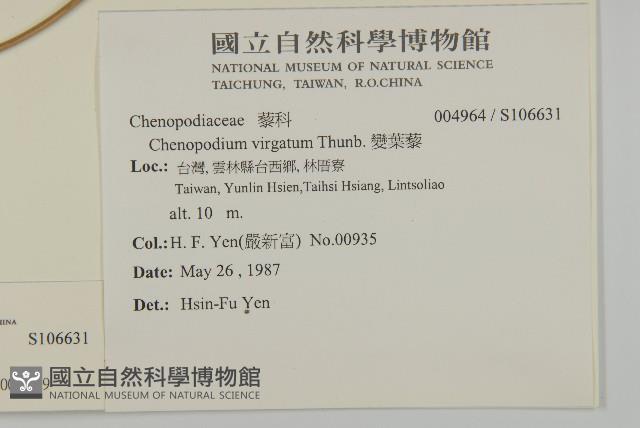 國立自然科學博物館
NATIONAL MUSEUM OF NATURAL SCIENCE
TAICHUNG, TAIWAN, R.O.CHINA
Chenopodiaceae 藜科 004964 / S106631
Chenopodium virgatum Thunb. 變葉藜
Loc.: 台灣, 雲林縣台西鄉, 林厝寮
Taiwan, Yunlin Hsien,Taihsi Hsiang, Lintsoliao
alt. 10 m.
Col.: H. F. Yen(嚴新富) No.00935
Date: May 26 , 1987
Det.: Hsin-Fu Yen
S106631
國立自然科學博物館
NATIONAL MUSEUM OF NATURAL SCIENCE